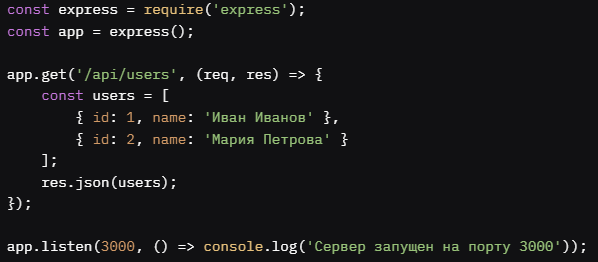 const express = require('express');
const app = express();

app.get('/api/users', (req, res) => {
    const users = [
        { id: 1, name: 'Иван Иванов' },
        { id: 2, name: 'Мария Петрова' }
    ];
    res.json(users);
});

app.listen(3000, () => console.log('Сервер запущен на порту 3000'));